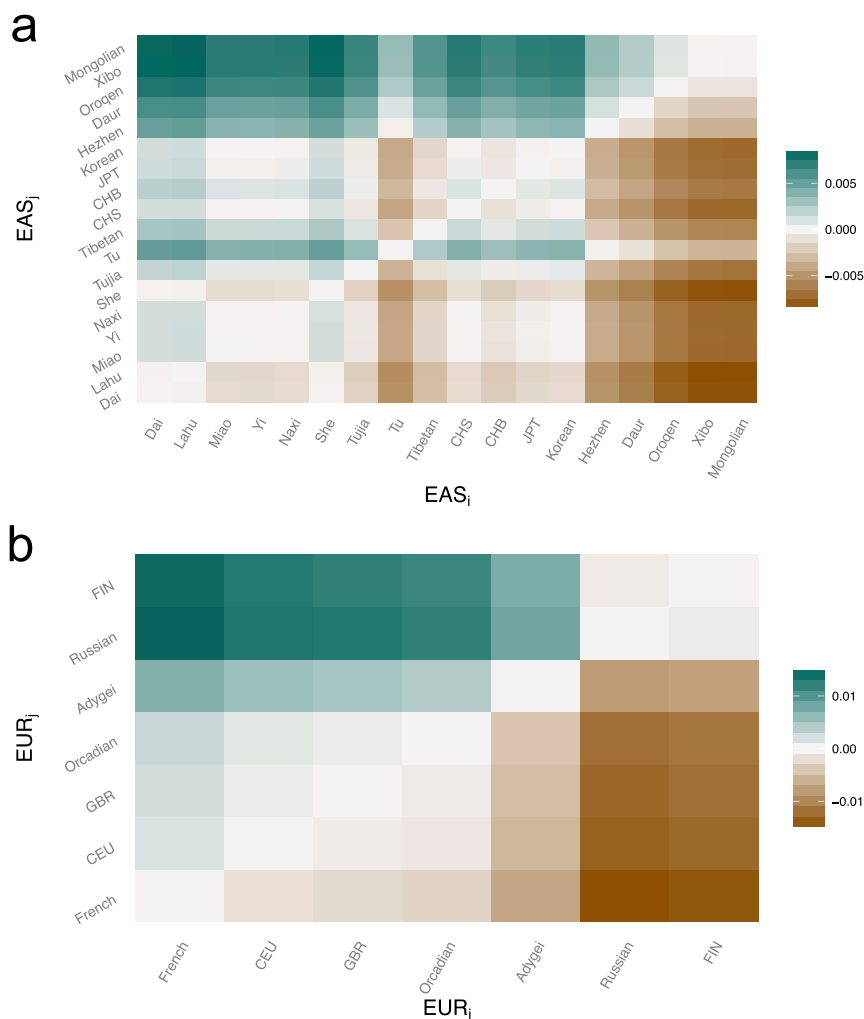 a
Mongolian
Xibo
Oroqen
Daur
Hezhen
Korean
JPT
CHB
CHS
Tibetan
Tu
Tujia
She
Naxi
Yi
Miao
Lahu
Dai
EASj
0.005
0.000
−0.005
Dai Lahu Miao Yi Naxi She Tujia Tu Tibetan CHS CHB JPT Korean Hezhen Daur Oroqen Xibo Mongolian
EASi
b
FIN
Russian
Adygei
Orcadian
GBR
CEU
French
EURj
0.01
0.00
−0.01
French CEU GBR Orcadian Adygei Russian FIN
EURi